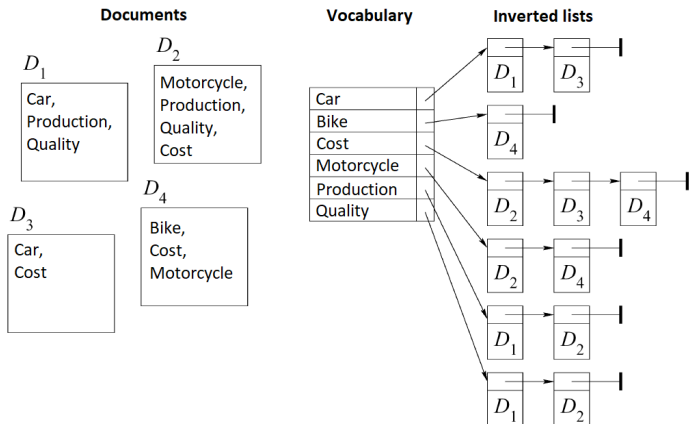 Documents
Vocabulary
Inverted lists
D1
Car,
Production,
Quality
D2
Motorcycle,
Production,
Quality,
Cost
D3
Car,
Cost
D4
Bike,
Cost,
Motorcycle
Car
Bike
Cost
Motorcycle
Production
Quality
D1 D3
D4
D2 D3 D4
D2 D4
D1 D2
D1 D2